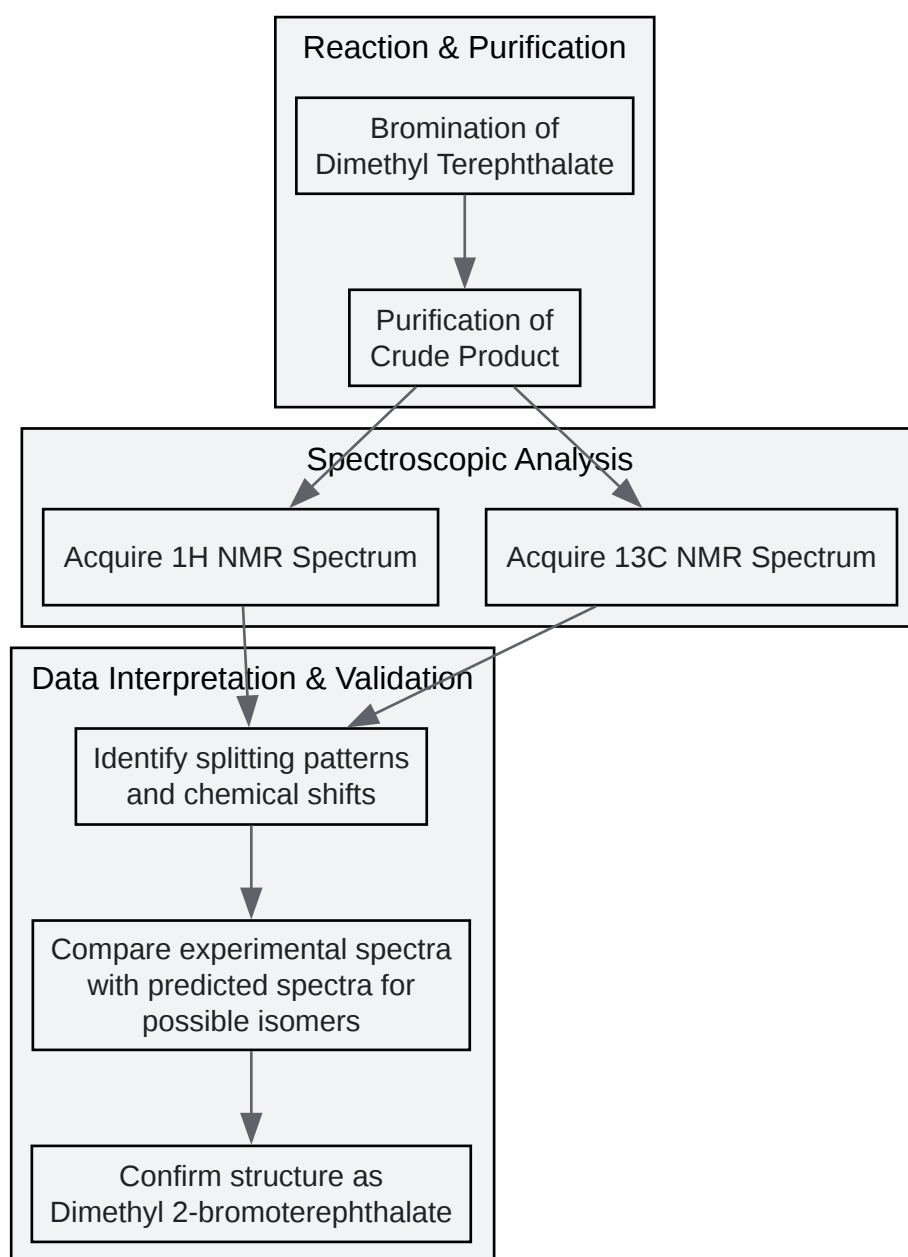 Reaction & Purification
Bromination of
Dimethyl Terephthalate
Purification of
Crude Product
Spectroscopic Analysis
Acquire 1H NMR Spectrum
Acquire 13C NMR Spectrum
Data Interpretation & Validation
Identify splitting patterns
and chemical shifts
Compare experimental spectra
with predicted spectra for
possible isomers
Confirm structure as
Dimethyl 2-bromoterephthalate